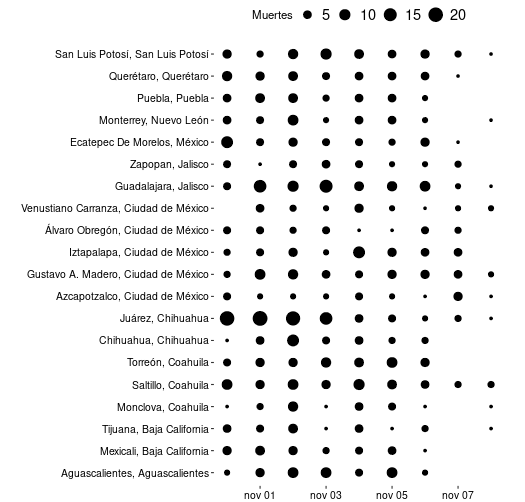 Muertes 5 10 15 20
San Luis Potosí, San Luis Potosí
Querétaro, Querétaro
Puebla, Puebla
Monterrey, Nuevo León
Ecatepec De Morelos, México
Zapopan, Jalisco
Guadalajara, Jalisco
Venustiano Carranza, Ciudad de México
Álvaro Obregón, Ciudad de México
Iztapalapa, Ciudad de México
Gustavo A. Madero, Ciudad de México
Azcapotzalco, Ciudad de México
Juárez, Chihuahua
Chihuahua, Chihuahua
Torreón, Coahuila
Saltillo, Coahuila
Monclova, Coahuila
Tijuana, Baja California
Mexicali, Baja California
Aguascalientes, Aguascalientes
nov 01 nov 03 nov 05 nov 07